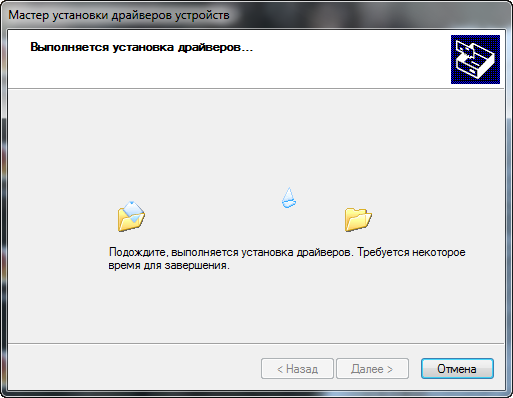 Мастер установки драйверов устройств
Выполняется установка драйверов...
Подождите, выполняется установка драйверов. Требуется некоторое
время для завершения.
< Назад
Далее >
Отмена